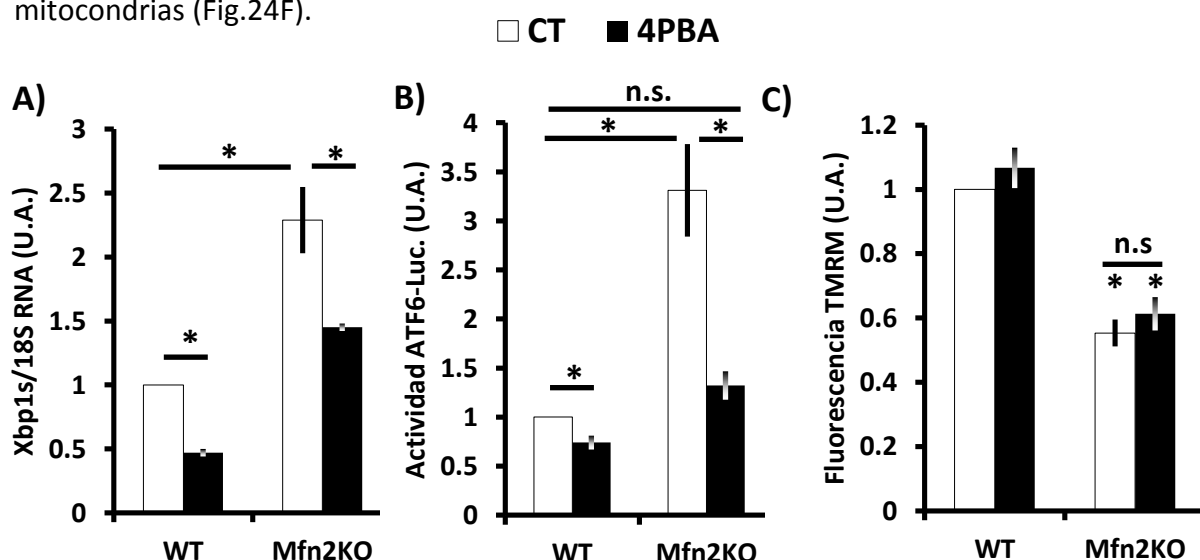 mitocondrias (Fig.24F).
CT 4PBA
A)
Xbp1s/18S RNA (U.A.)
3
2.5
2
1.5
1
0.5
0
*
*
*
WT Mfn2KO
B)
Actividad ATF6-Luc. (U.A.)
4
3.5
3
2.5
2
1.5
1
0.5
0
n.s.
*
*
*
WT Mfn2KO
C)
Fluorescencia TMRM (U.A.)
1.2
1
0.8
0.6
0.4
0.2
0
n.s
* *
WT Mfn2KO